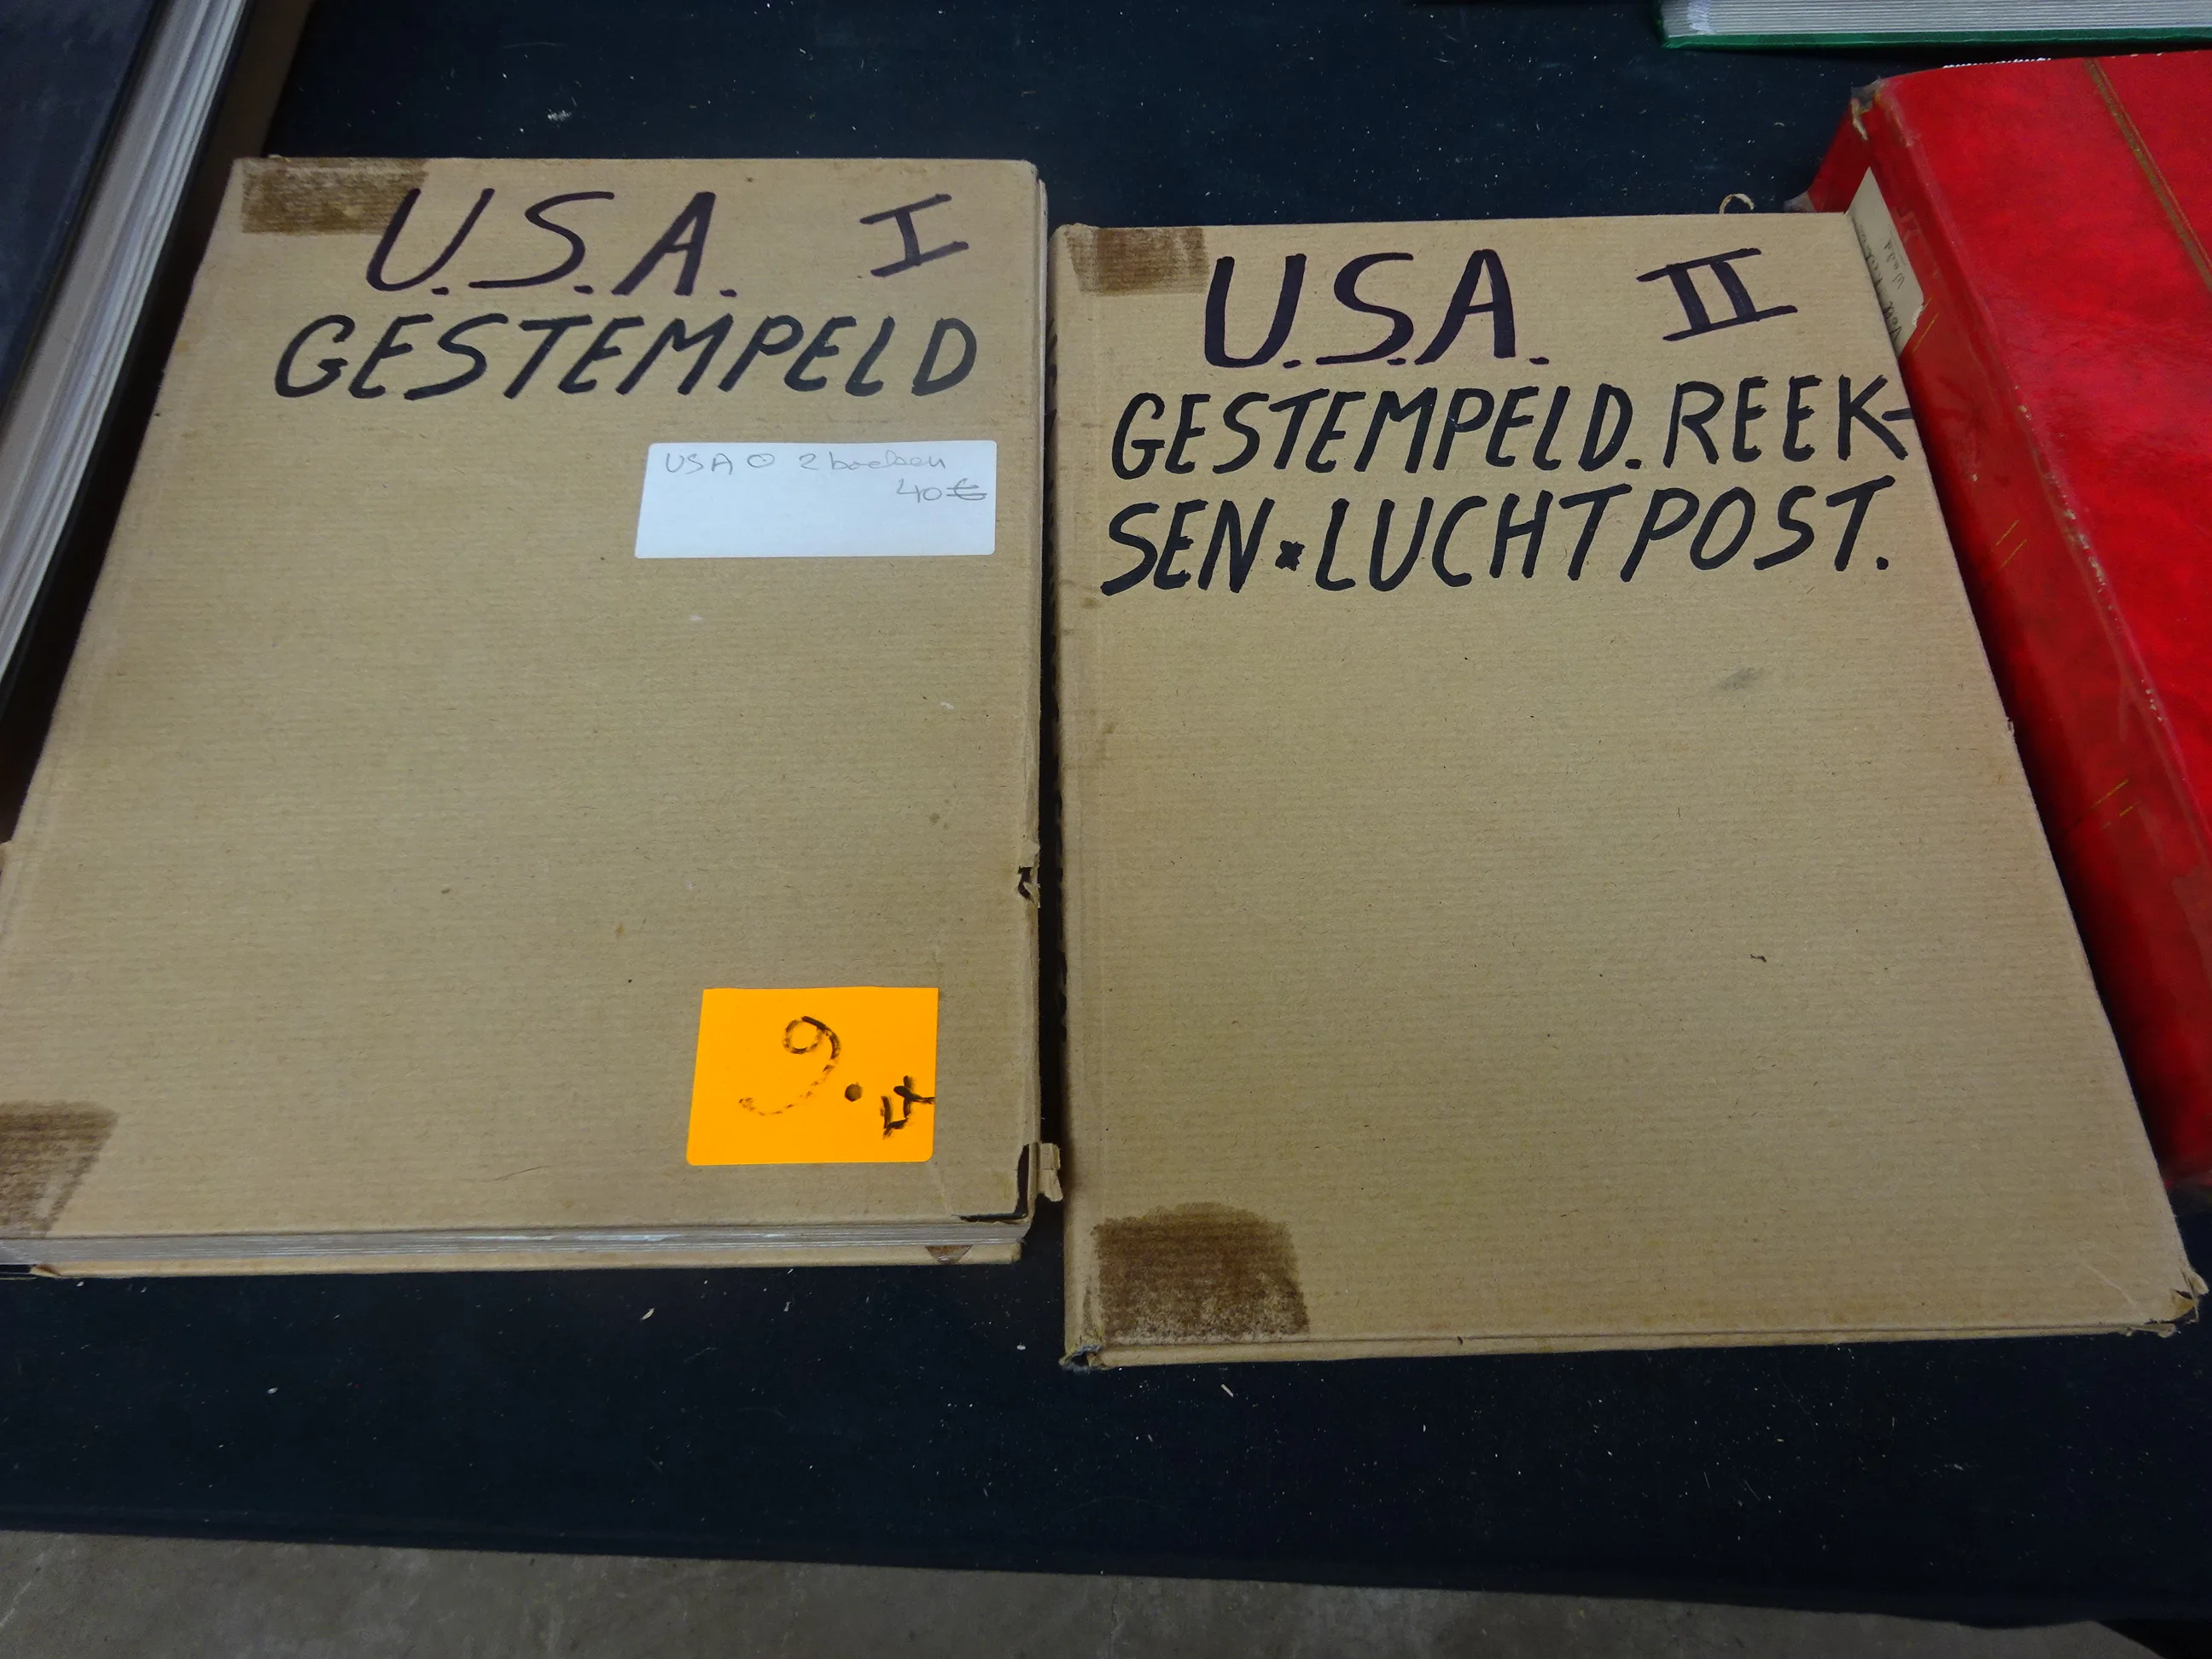 U.S.A. I
GESTEMPELD
USA ⊙ 2 boeken
40 €
9.
U.S.A. II
GESTEMPELD. REEK-
SEN * LUCHTPOST.